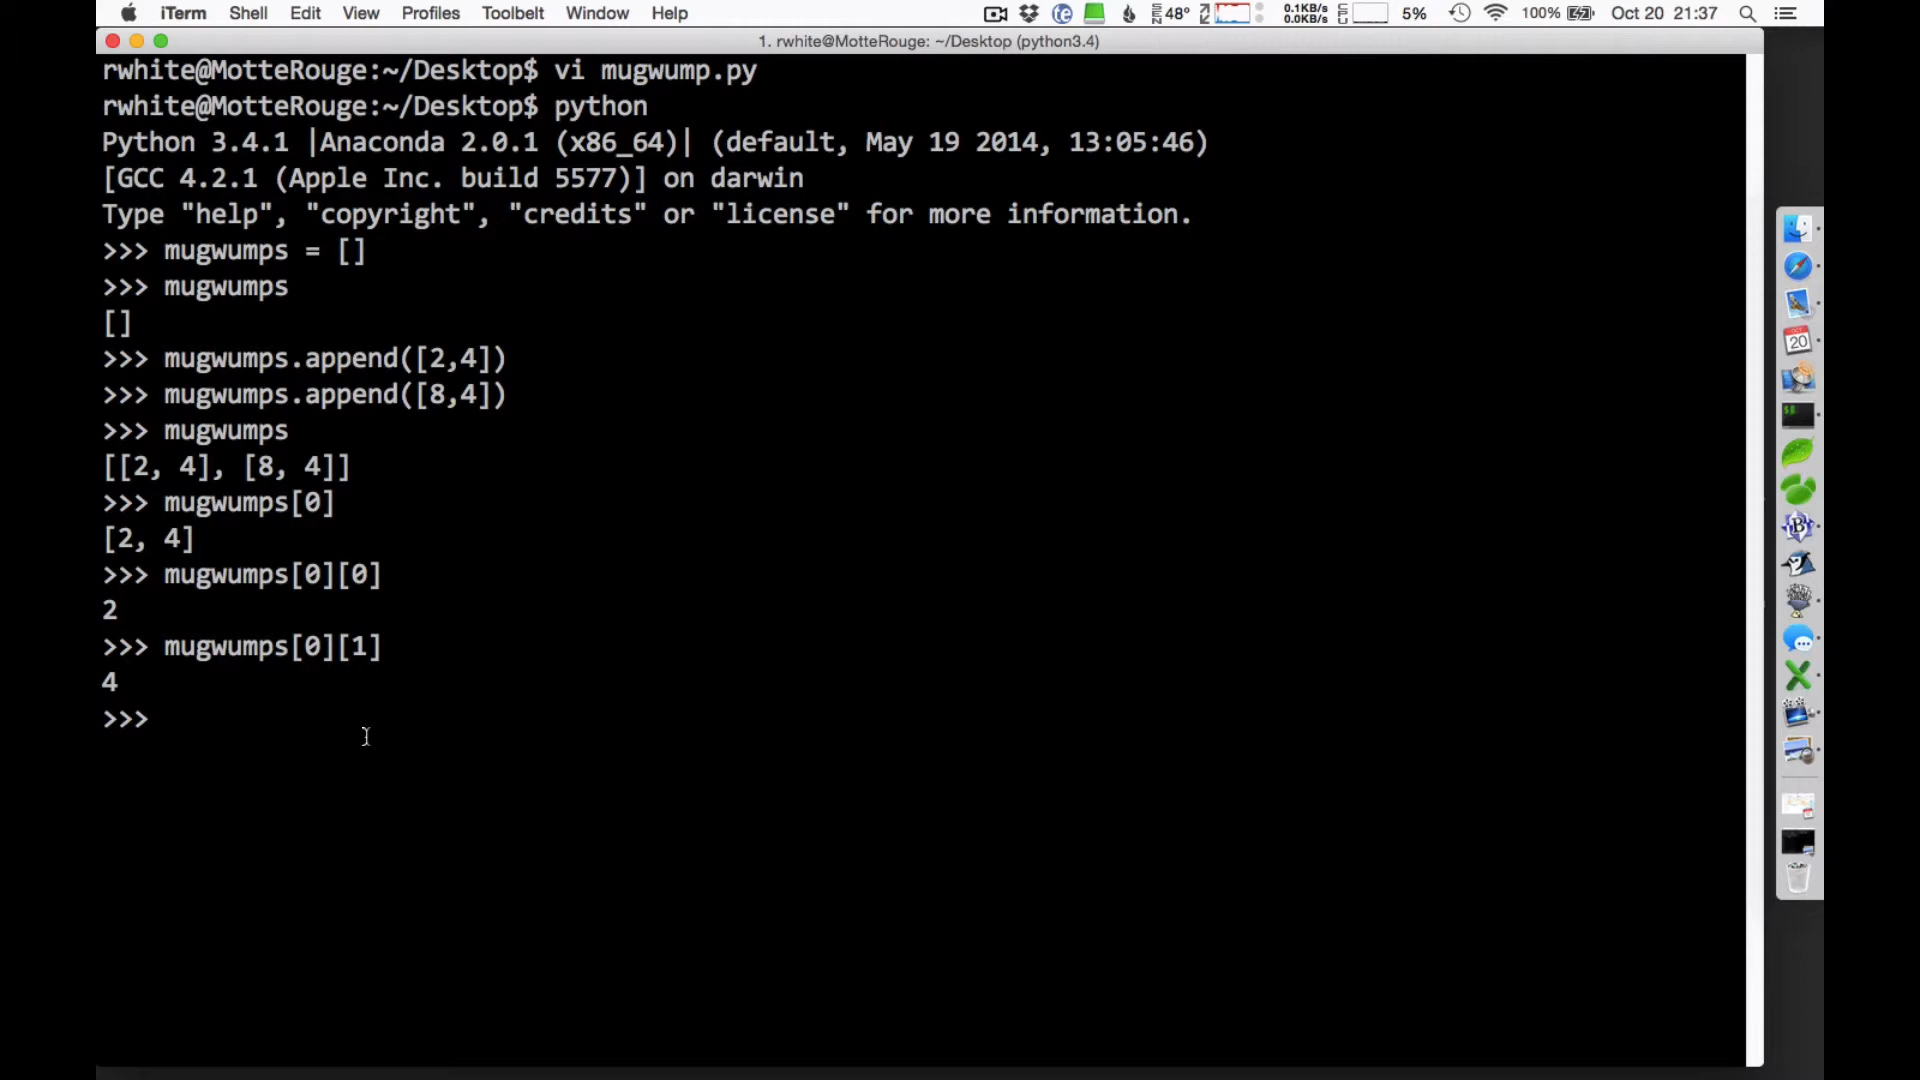 iTerm Shell Edit View Profiles Toolbelt Window Help 48° 0.1KB/s 0.0KB/s 5% 100% Oct 20 21:37
1. rwhite@MotteRouge: ~/Desktop (python3.4)
rwhite@MotteRouge:~/Desktop$ vi mugwump.py
rwhite@MotteRouge:~/Desktop$ python
Python 3.4.1 |Anaconda 2.0.1 (x86_64)| (default, May 19 2014, 13:05:46)
[GCC 4.2.1 (Apple Inc. build 5577)] on darwin
Type "help", "copyright", "credits" or "license" for more information.
>>> mugwumps = []
>>> mugwumps
[]
>>> mugwumps.append([2,4])
>>> mugwumps.append([8,4])
>>> mugwumps
[[2, 4], [8, 4]]
>>> mugwumps[0]
[2, 4]
>>> mugwumps[0][0]
2
>>> mugwumps[0][1]
4
>>>